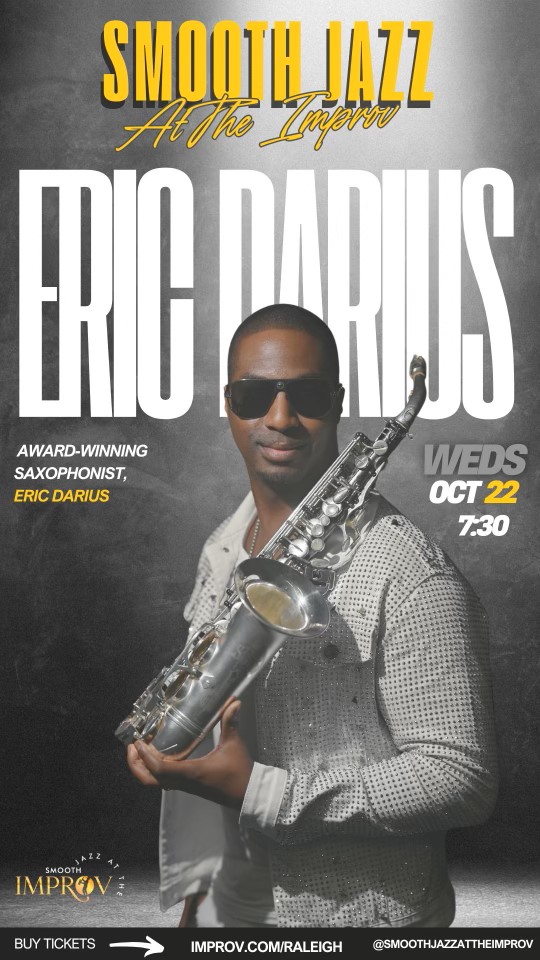 SMOOTH JAZZ
At The Improv
ERIC DARIUS
AWARD-WINNING
SAXOPHONIST,
ERIC DARIUS
WEDS
OCT 22
7:30
SMOOTH JAZZ AT THE
IMPROV
BUY TICKETS
IMPROV.COM/RALEIGH
@SMOOTHJAZZATTHEIMPROV